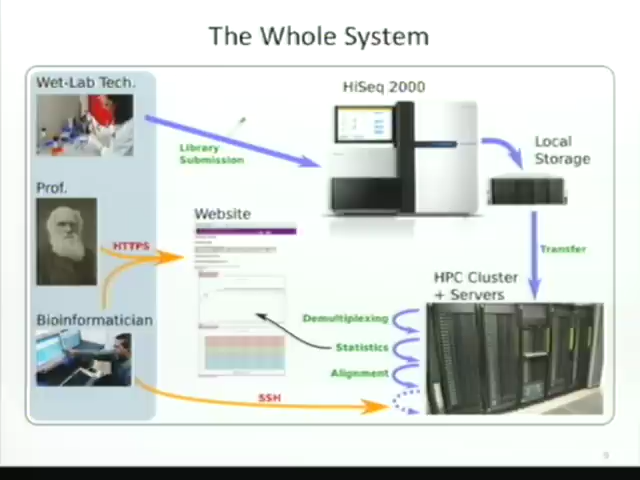 The Whole System
Wet-Lab Tech.
HiSeq 2000
Library
Submission
Local
Storage
Prof.
Website
HTTPS
Transfer
HPC Cluster
+ Servers
Bioinformatician
Demultiplexing
Statistics
Alignment
SSH
9